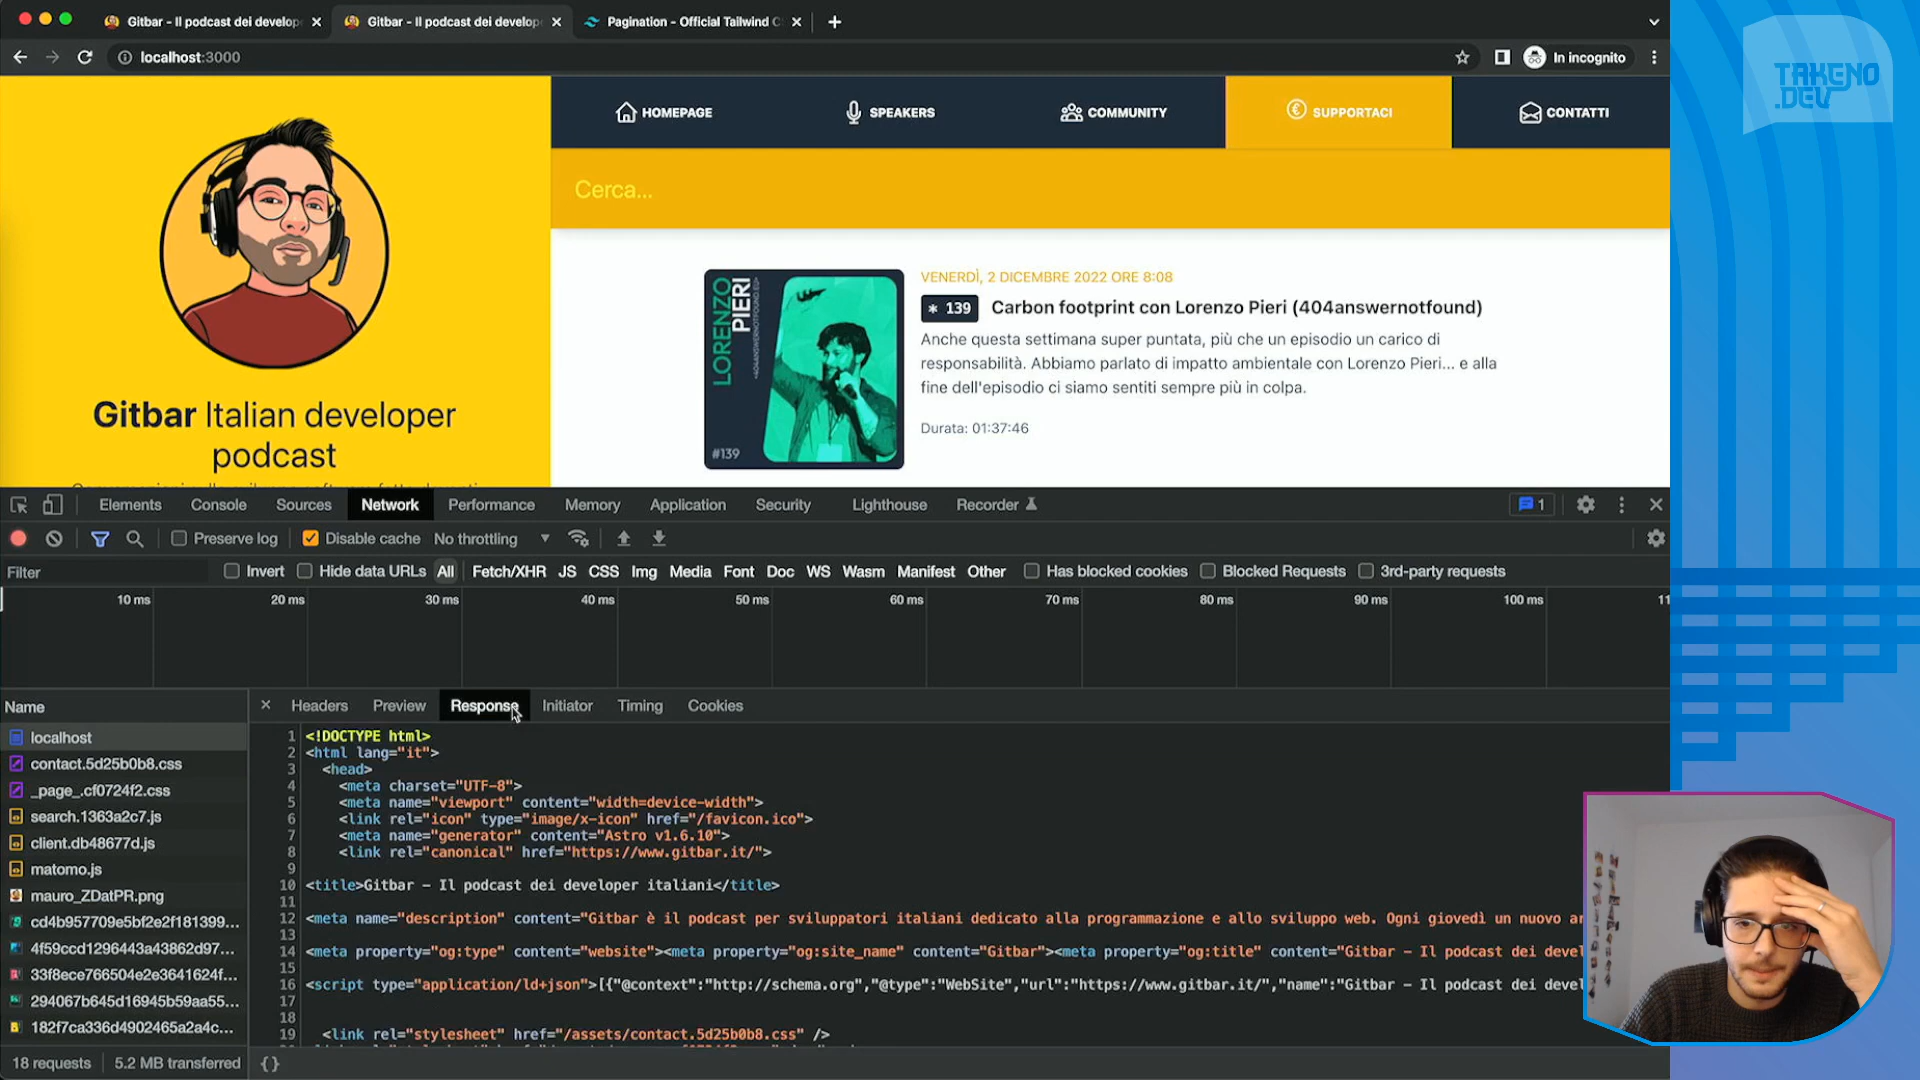 Gitbar - Il podcast dei develop
Gitbar - Il podcast dei develop
Pagination - Official Tailwind C
localhost:3000
In incognito
TAKENO
.DEV
HOMEPAGE
SPEAKERS
COMMUNITY
SUPPORTACI
CONTATTI
Cerca...
LORENZO
PIERI
#139
VENERDÌ, 2 DICEMBRE 2022 ORE 8:08
* 139 Carbon footprint con Lorenzo Pieri (404answernotfound)
Anche questa settimana super puntata, più che un episodio un carico di
responsabilità. Abbiamo parlato di impatto ambientale con Lorenzo Pieri... e alla
fine dell'episodio ci siamo sentiti sempre più in colpa.
Durata: 01:37:46
Gitbar Italian developer
podcast
Elements Console Sources Network Performance Memory Application Security Lighthouse Recorder 1
Preserve log Disable cache No throttling
Filter Invert Hide data URLs All Fetch/XHR JS CSS Img Media Font Doc WS Wasm Manifest Other Has blocked cookies Blocked Requests 3rd-party requests
10 ms 20 ms 30 ms 40 ms 50 ms 60 ms 70 ms 80 ms 90 ms 100 ms 11
Name
localhost
contact.5d25b0b8.css
_page_.cf0724f2.css
search.1363a2c7.js
client.db48677d.js
matomo.js
mauro_ZDatPR.png
cd4b957709e5bf2e2f181399...
4f59ccd1296443a43862d97...
33f8ece766504e2e3641624f...
294067b645d16945b59aa55...
182f7ca336d4902465a2a4c...
18 requests 5.2 MB transferred { }
Headers Preview Response Initiator Timing Cookies
1 <!DOCTYPE html>
2 <html lang="it">
3 <head>
4 <meta charset="UTF-8">
5 <meta name="viewport" content="width=device-width">
6 <link rel="icon" type="image/x-icon" href="/favicon.ico">
7 <meta name="generator" content="Astro v1.6.10">
8 <link rel="canonical" href="https://www.gitbar.it/">
9
10 <title>Gitbar - Il podcast dei developer italiani</title>
11
12 <meta name="description" content="Gitbar è il podcast per sviluppatori italiani dedicato alla programmazione e allo sviluppo web. Ogni giovedì un nuovo ar
13
14 <meta property="og:type" content="website"><meta property="og:site_name" content="Gitbar"><meta property="og:title" content="Gitbar - Il podcast dei devel
15
16 <script type="application/ld+json">[{"@context":"http://schema.org","@type":"WebSite","url":"https://www.gitbar.it/","name":"Gitbar - Il podcast dei devel
17
18
19 <link rel="stylesheet" href="/assets/contact.5d25b0b8.css" />